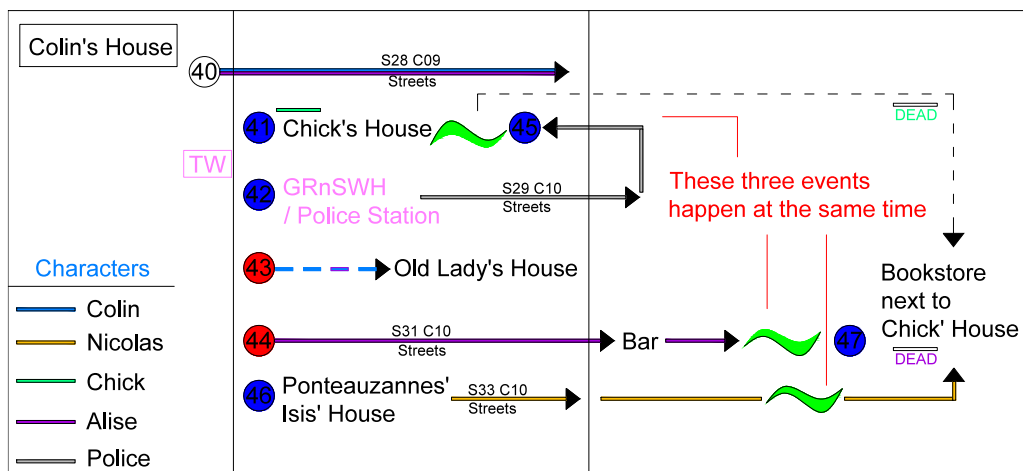 Colin's House
40
S28 C09
Streets
41
Chick's House
45
DEAD
TW
42
GRnSWH
/ Police Station
S29 C10
Streets
These three events
happen at the same time
43
Old Lady's House
Bookstore
next to
Chick' House
44
S31 C10
Streets
Bar
47
DEAD
46
Ponteauzannes'
Isis' House
S33 C10
Streets
Characters
Colin
Nicolas
Chick
Alise
Police